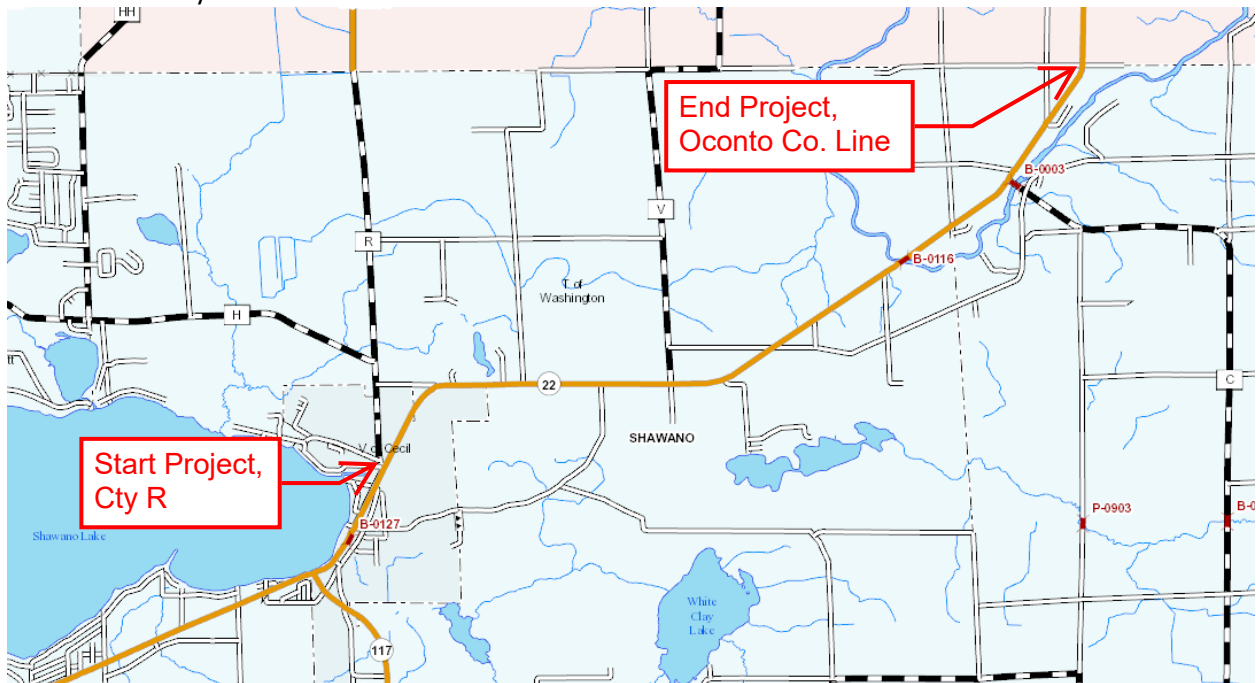 HH
End Project,
Oconto Co. Line
B-0003
V
R
B-0116
T. of
Washington
H
22
C
SHAWANO
V. of Cecil
Start Project,
Cty R
B-0127
P-0903
Shawano Lake
White
Clay
Lake
117